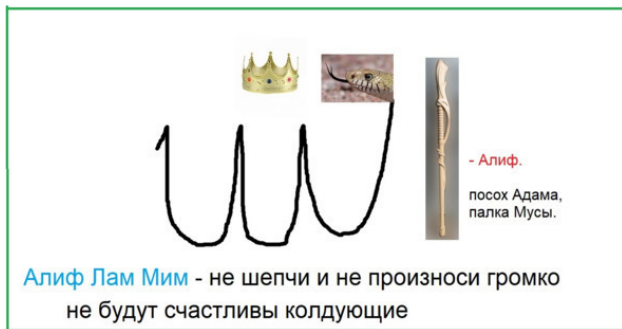 - Алиф.
посох Адама,
палка Мусы.
Алиф Лам Мим - не шепчи и не произноси громко
не будут счастливы колдующие